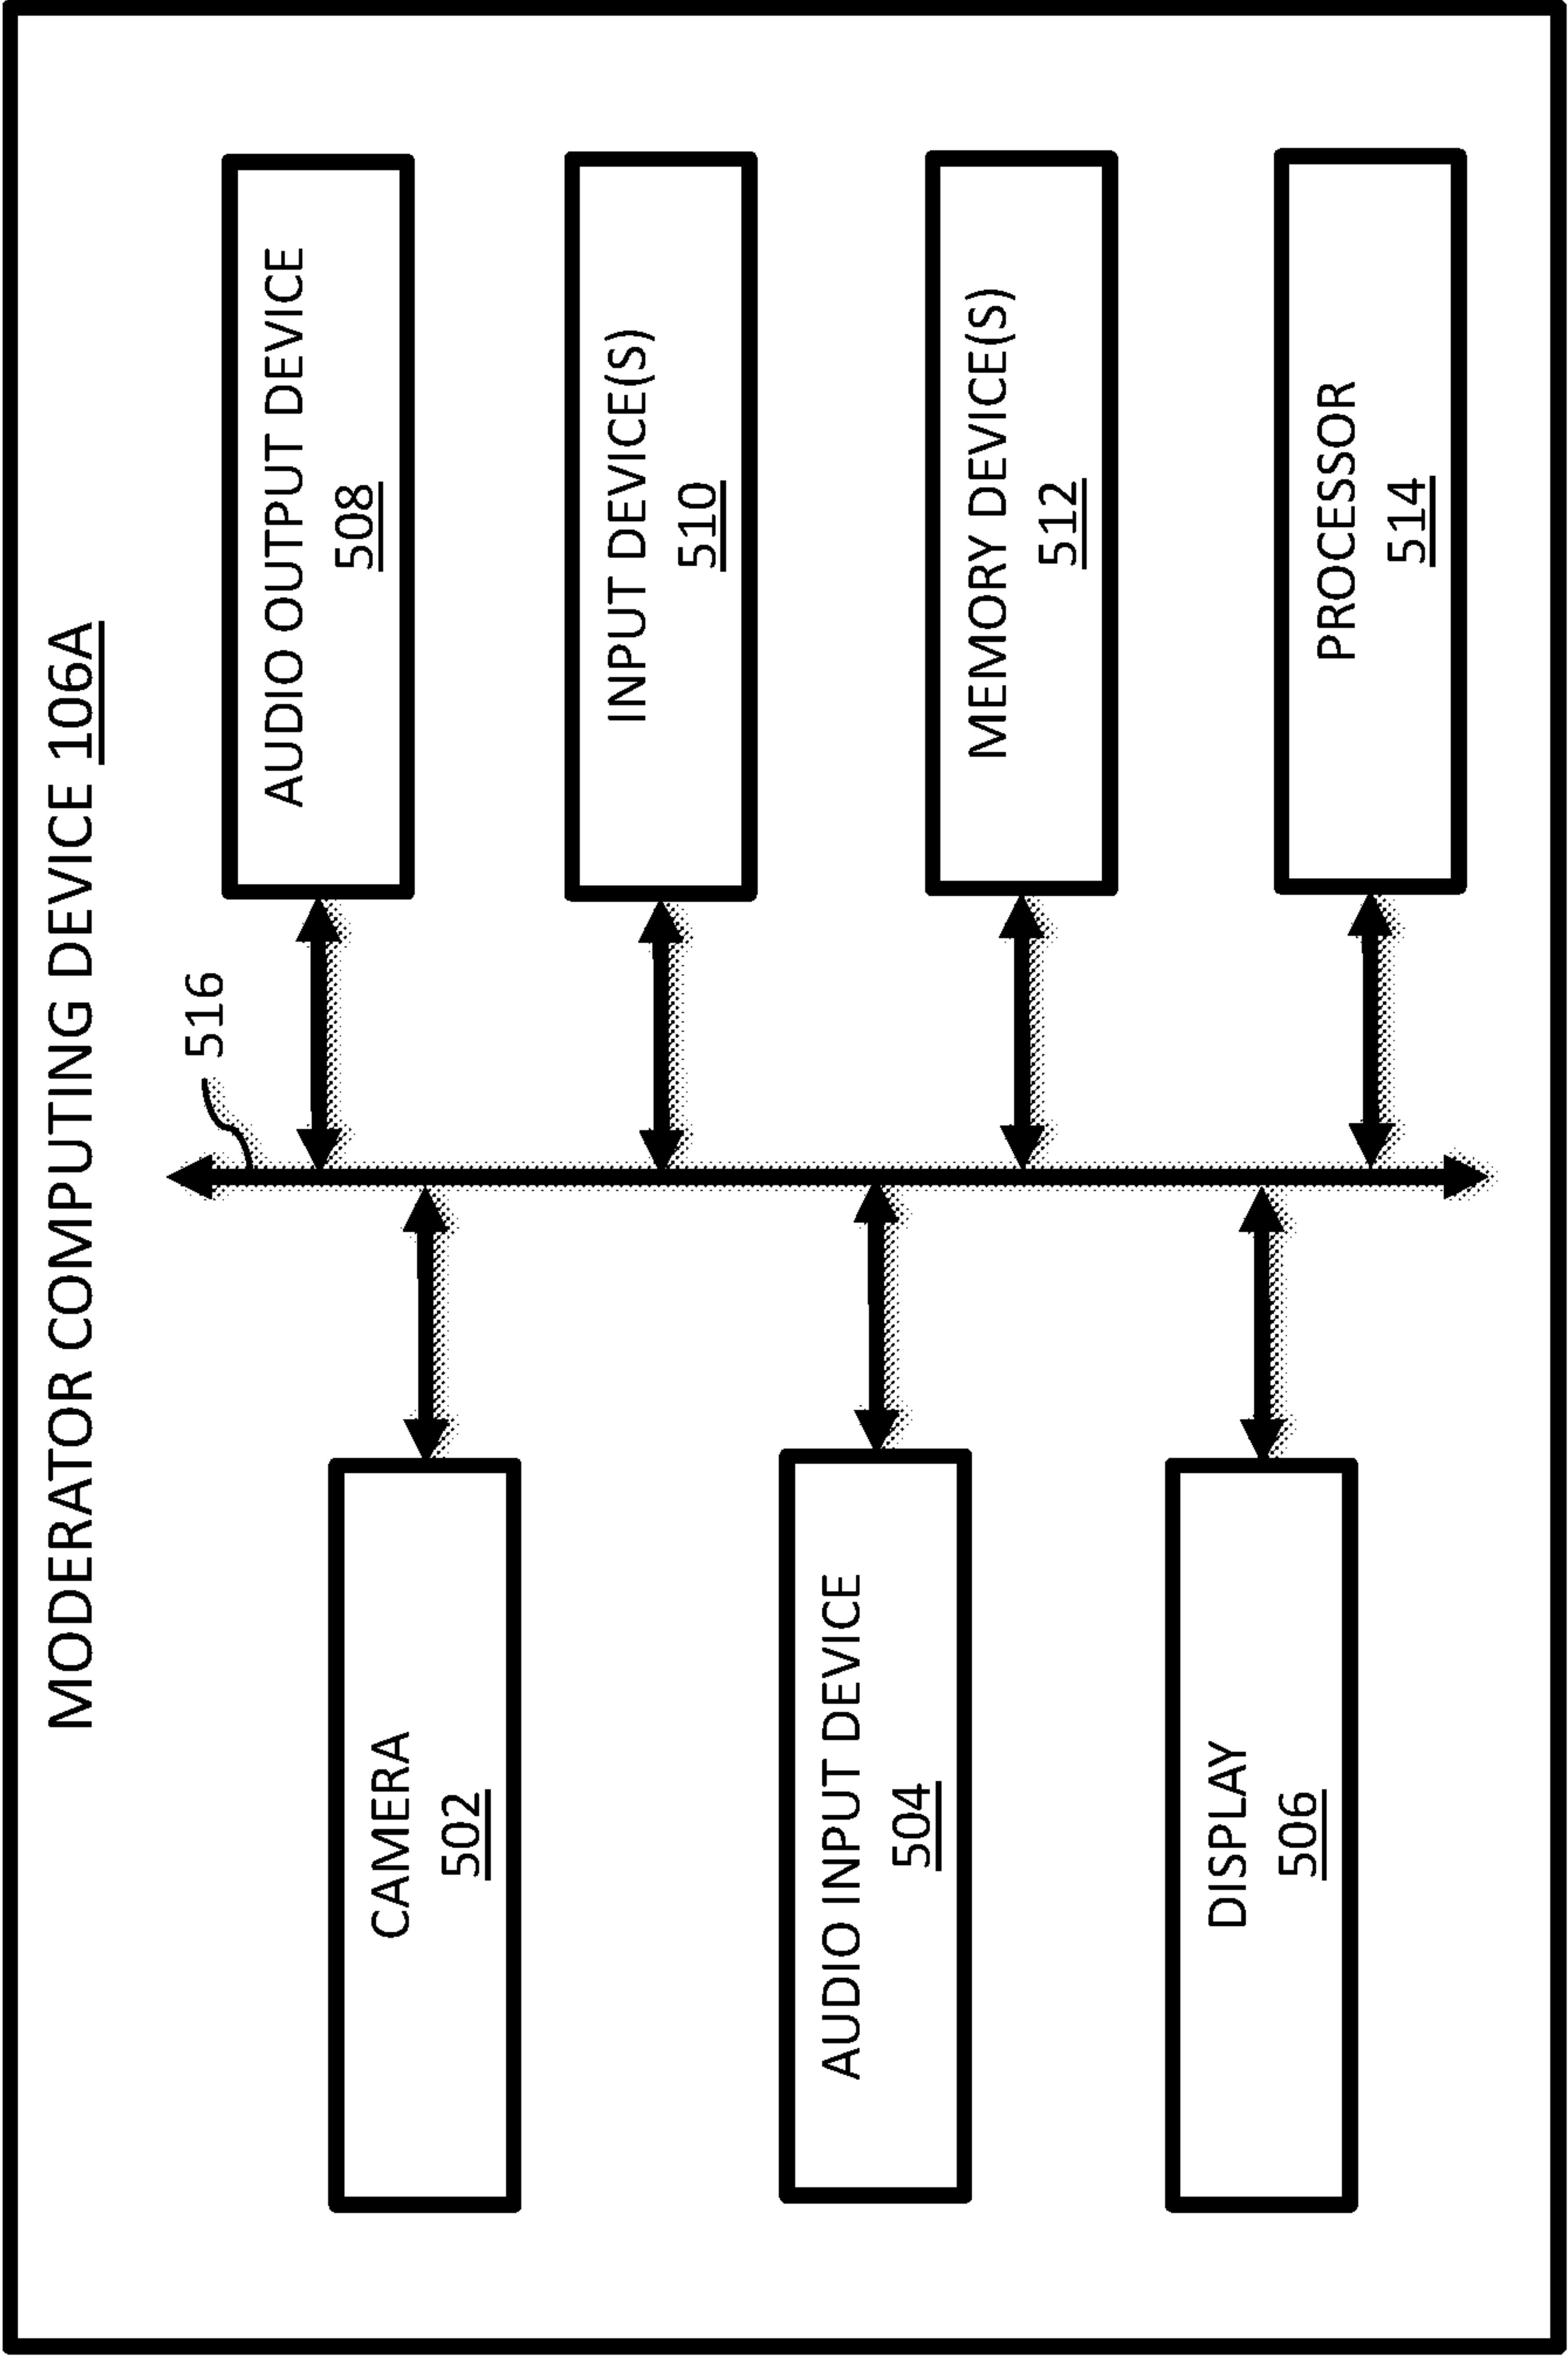 MODERATOR COMPUTING DEVICE 106A
516
CAMERA
502
AUDIO INPUT DEVICE
504
DISPLAY
506
AUDIO OUTPUT DEVICE
508
INPUT DEVICE(S)
510
MEMORY DEVICE(S)
512
PROCESSOR
514